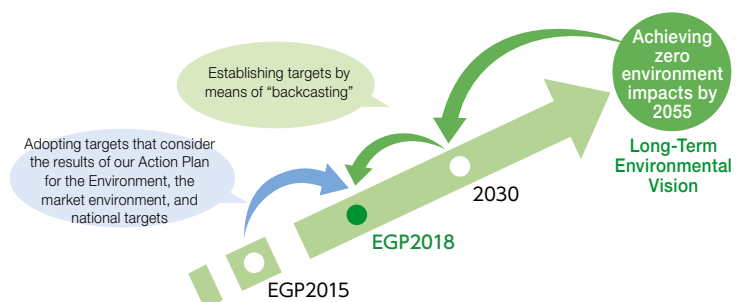 Achieving
zero
environment
impacts by
2055
Long-Term
Environmental
Vision
Establishing targets by
means of “backcasting”
Adopting targets that consider
the results of our Action Plan
for the Environment, the
market environment, and
national targets
2030
EGP2018
EGP2015